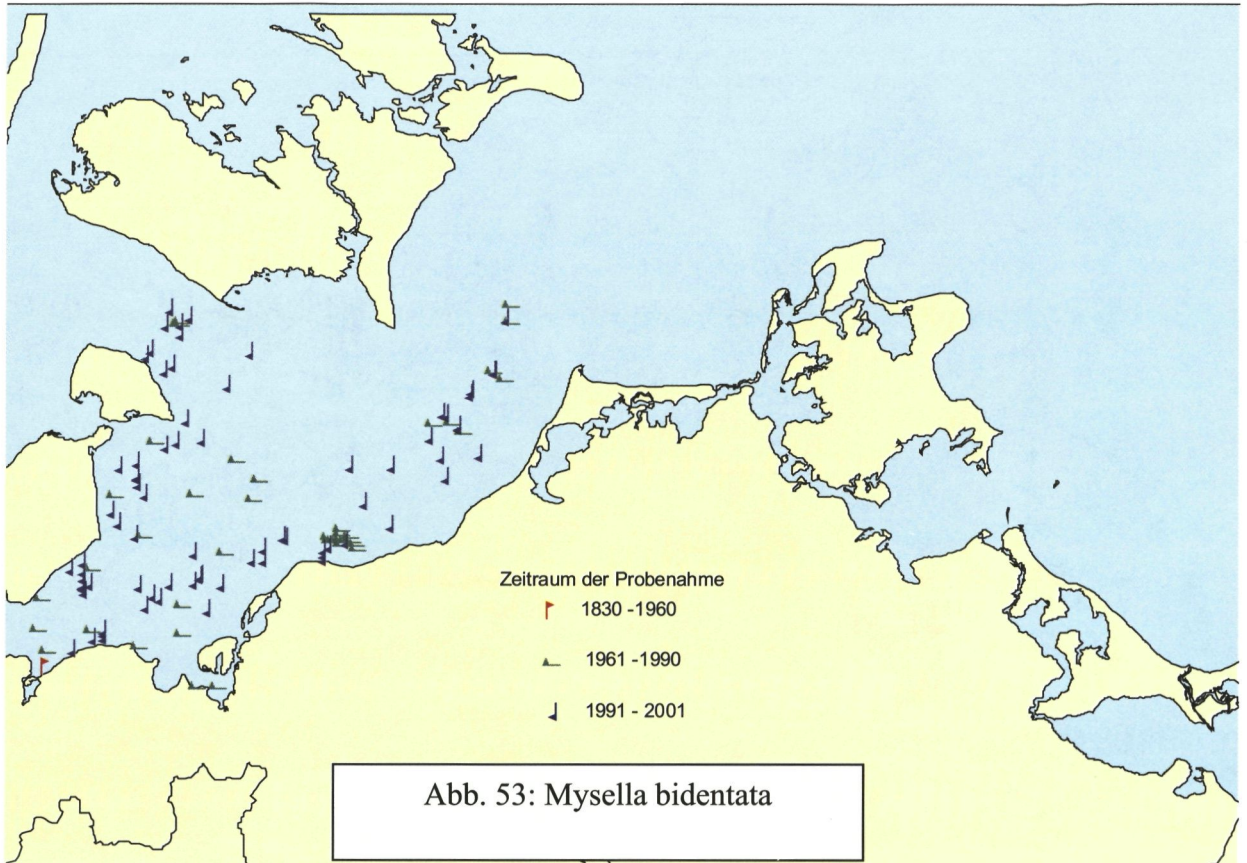 Zeitraum der Probenahme
1830 -1960
1961 -1990
1991 - 2001
Abb. 53: Mysella bidentata